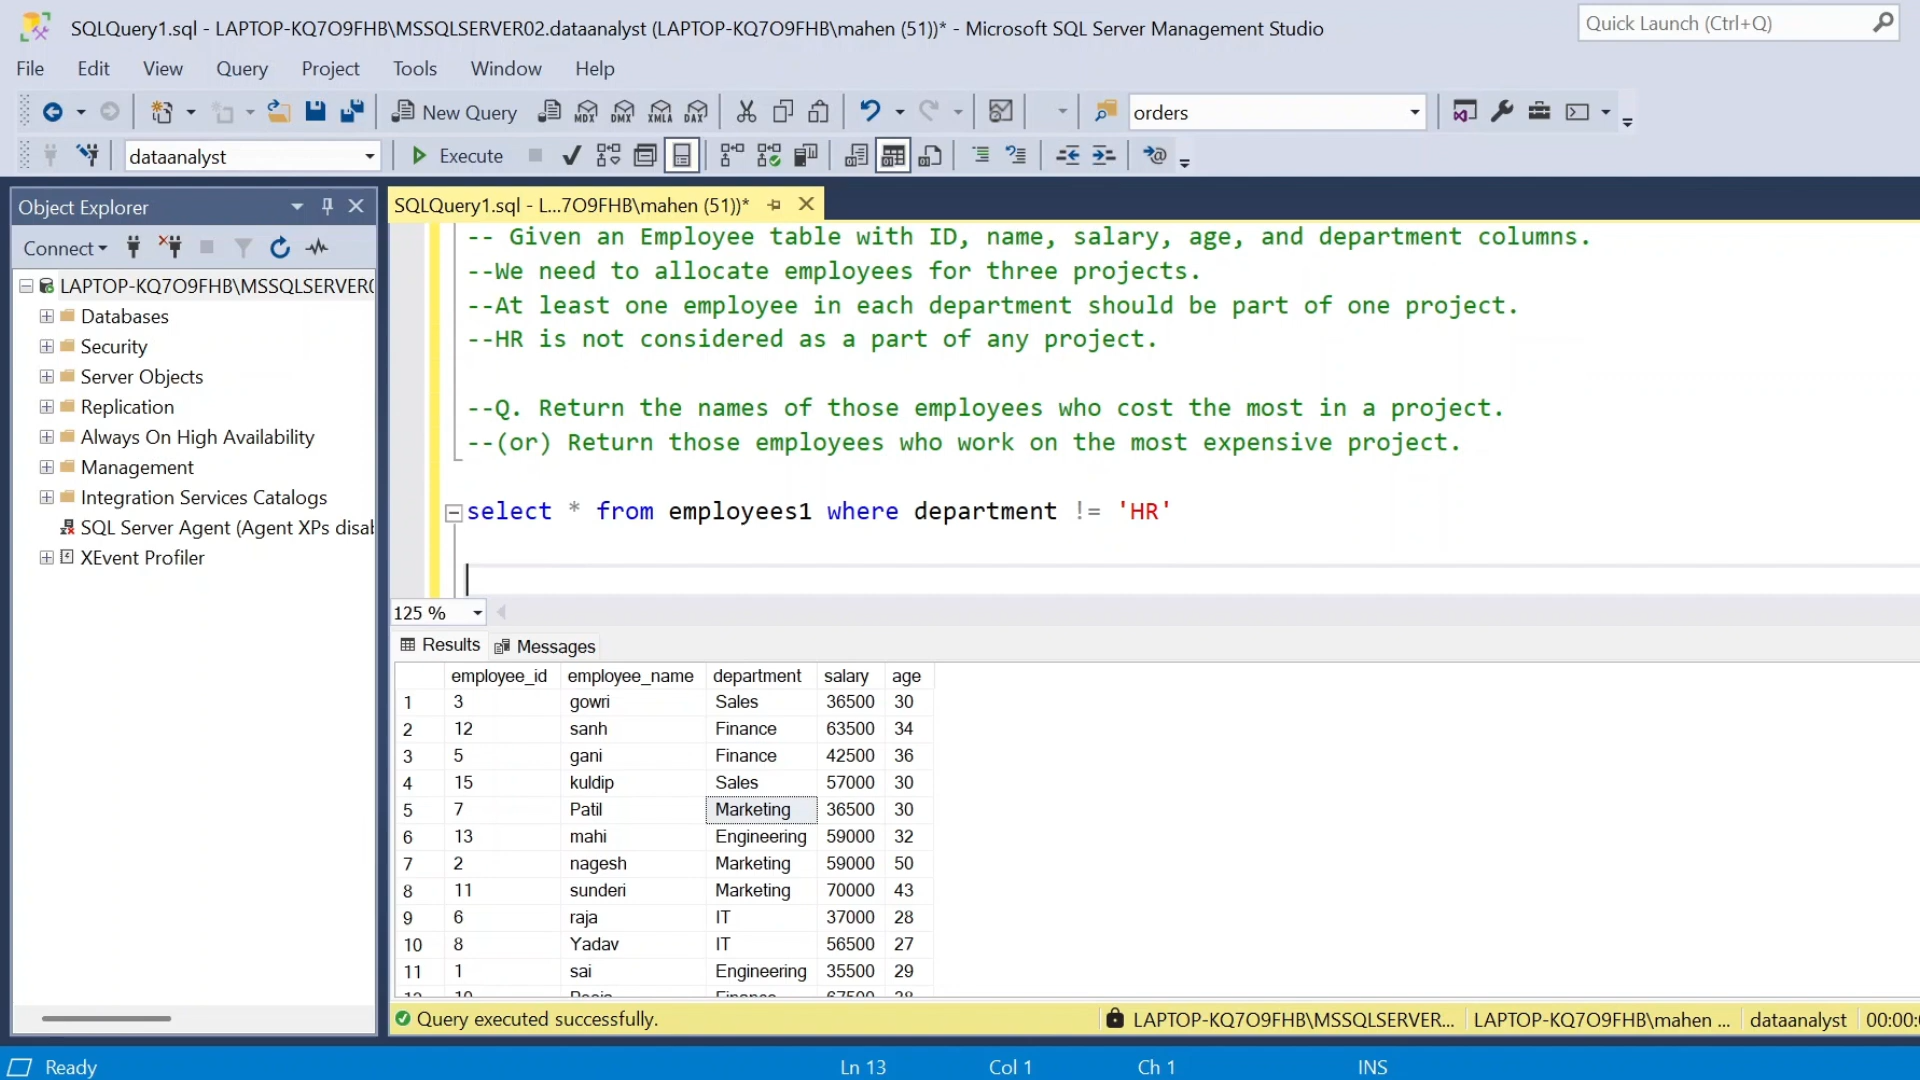 SQLQuery1.sql - LAPTOP-KQ7O9FHB\MSSQLSERVER02.dataanalyst (LAPTOP-KQ7O9FHB\mahen (51))* - Microsoft SQL Server Management Studio
Quick Launch (Ctrl+Q)
File Edit View Query Project Tools Window Help
New Query MDX DMX XMLA DAX orders
dataanalyst Execute
Object Explorer
Connect
LAPTOP-KQ7O9FHB\MSSQLSERVER0
Databases
Security
Server Objects
Replication
Always On High Availability
Management
Integration Services Catalogs
SQL Server Agent (Agent XPs disab
XEvent Profiler
SQLQuery1.sql - L...7O9FHB\mahen (51))*
-- Given an Employee table with ID, name, salary, age, and department columns.
--We need to allocate employees for three projects.
--At least one employee in each department should be part of one project.
--HR is not considered as a part of any project.
--Q. Return the names of those employees who cost the most in a project.
--(or) Return those employees who work on the most expensive project.
select * from employees1 where department != 'HR'
125 %
Results Messages
employee_id employee_name department salary age
1 3 gowri Sales 36500 30
2 12 sanh Finance 63500 34
3 5 gani Finance 42500 36
4 15 kuldip Sales 57000 30
5 7 Patil Marketing 36500 30
6 13 mahi Engineering 59000 32
7 2 nagesh Marketing 59000 50
8 11 sunderi Marketing 70000 43
9 6 raja IT 37000 28
10 8 Yadav IT 56500 27
11 1 sai Engineering 35500 29
Query executed successfully. LAPTOP-KQ7O9FHB\MSSQLSERVER... LAPTOP-KQ7O9FHB\mahen ... dataanalyst 00:00:
Ready Ln 13 Col 1 Ch 1 INS